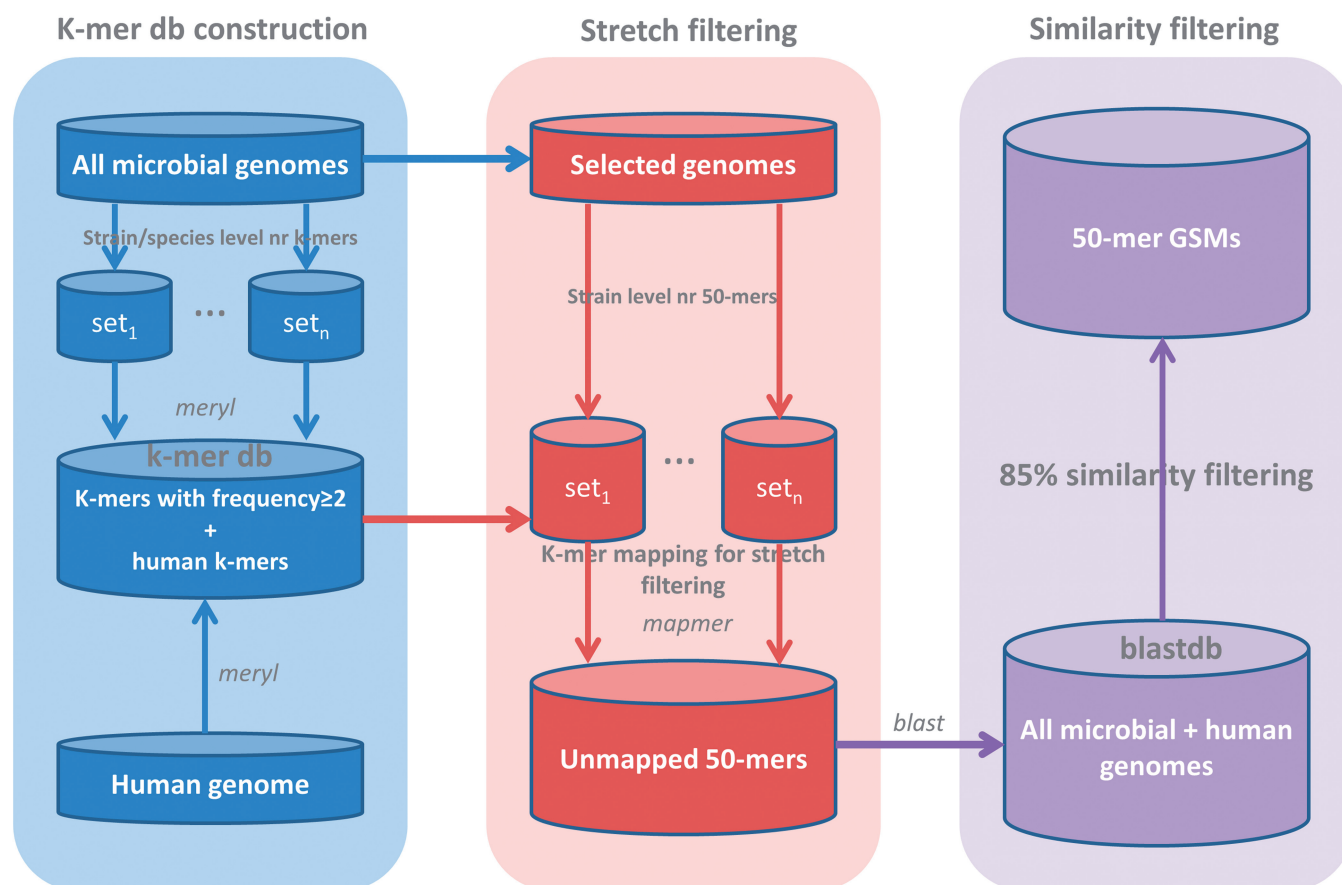 K-mer db construction
All microbial genomes
Strain/species level nr k-mers
set1
...
setn
meryl
k-mer db
K-mers with frequency≥2
+
human k-mers
meryl
Human genome
Stretch filtering
Selected genomes
Strain level nr 50-mers
set1
...
setn
K-mer mapping for stretch
filtering
mapmer
Unmapped 50-mers
blast
Similarity filtering
50-mer GSMs
85% similarity filtering
blastdb
All microbial + human
genomes